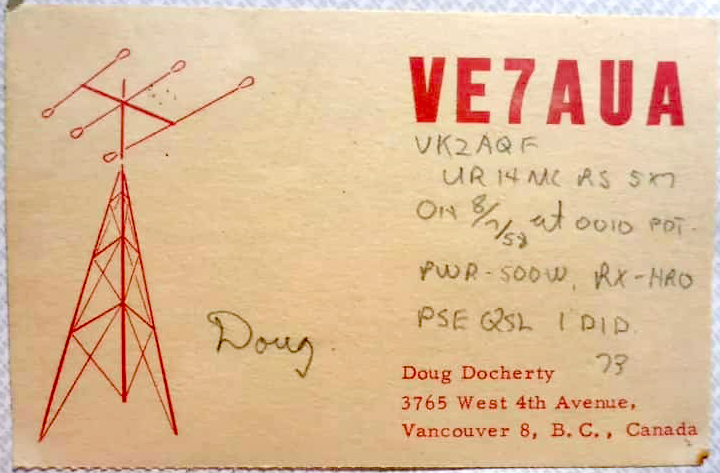 VE7AUA
VK2AQF
UR 14 MC RS 5x7
ON 8/7/58 at 0010 PDT.
PWR-500W, RX-HRO
PSE QSL I DID.
73
Doug
Doug Docherty
3765 West 4th Avenue,
Vancouver 8, B.C., Canada